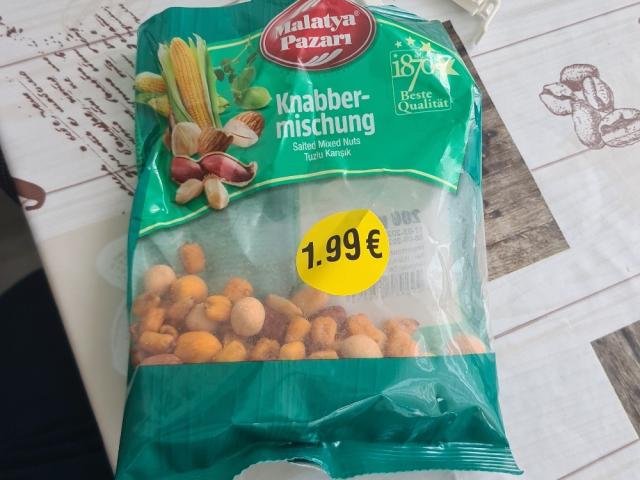 Malatya®
Pazarı
1870
Beste
Qualität
Knabber-
mischung
Salted Mixed Nuts
Tuzlu Karışık
1.99 €